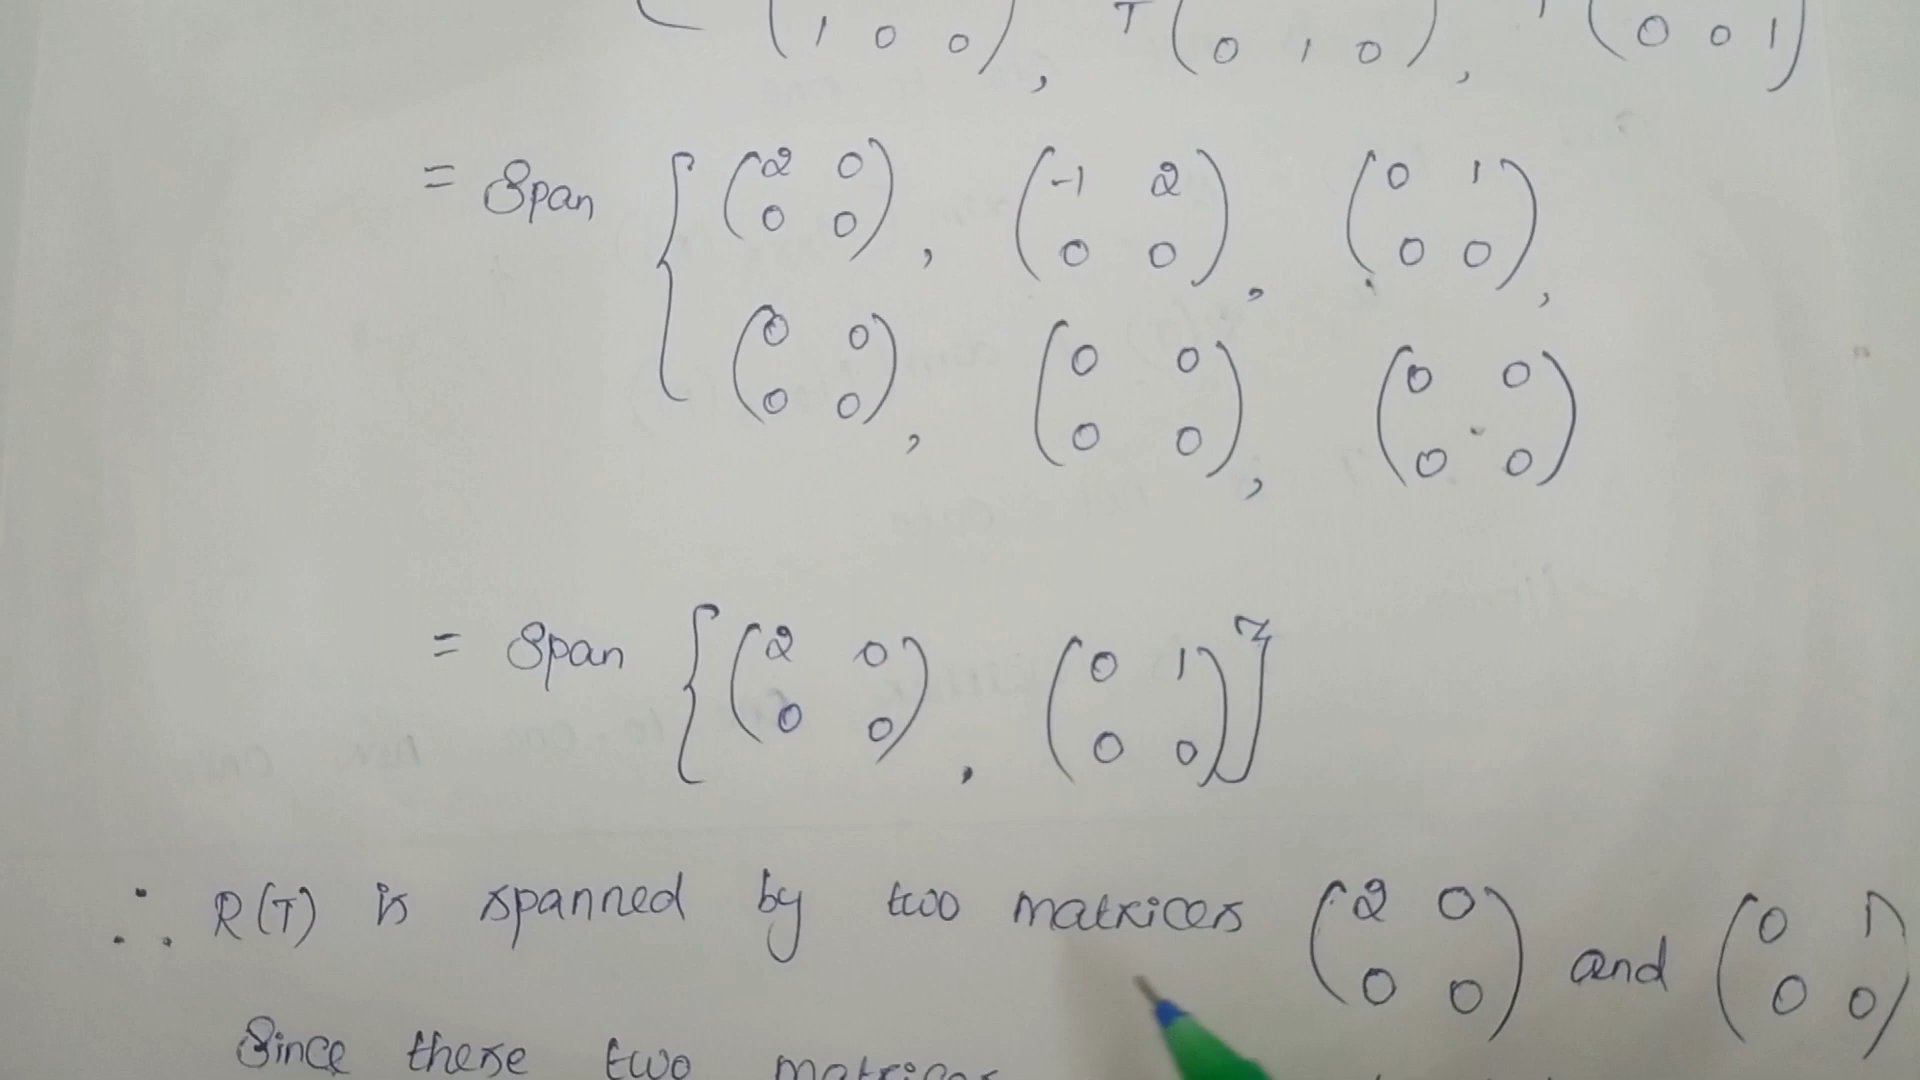 ( 1 0 0 ), T( 0 1 0 ), ( 0 0 1 )
= Span { ( 2 0 0 0 ), ( -1 2 0 0 ), ( 0 1 0 0 ),
( 0 0 0 0 ), ( 0 0 0 0 ), ( 0 0 0 0 )
= Span { ( 2 0 0 0 ), ( 0 1 0 0 ) }
∴ R(T) is spanned by two matrices ( 2 0 0 0 ) and ( 0 1 0 0 )
Since these two matrices